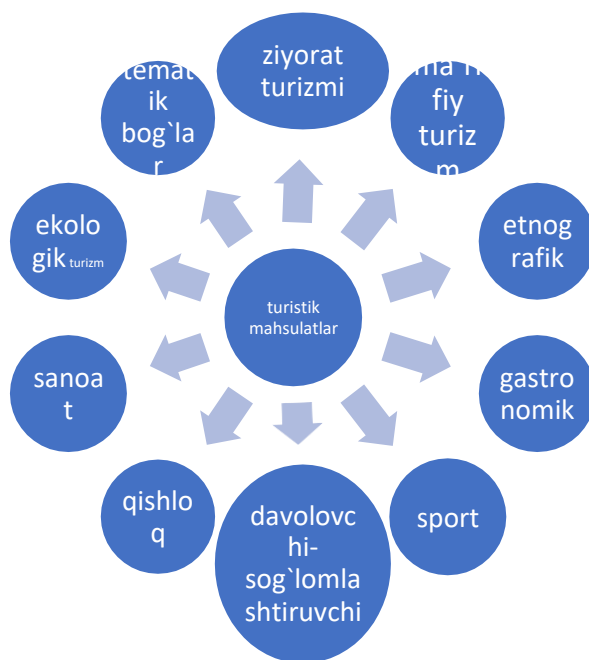 ziyorat
turizmi
fiy
turiz
m
etnog
rafik
gastro
nomik
sport
davolovc
hi-
sog`lomla
shtiruvchi
qishlo
q
sanoa
t
ekolo
gik turizm
temat
ik
bog`la
r
turistik
mahsulatlar